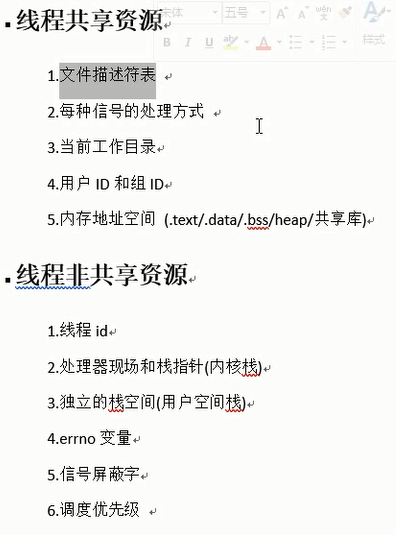 宋体 五号
B I U
样式
线程共享资源
1.文件描述符表
2.每种信号的处理方式
3.当前工作目录
4.用户 ID 和组 ID
5.内存地址空间 (.text/.data/.bss/heap/共享库)
线程非共享资源
1.线程 id
2.处理器现场和栈指针(内核栈)
3.独立的栈空间(用户空间栈)
4.errno 变量
5.信号屏蔽字
6.调度优先级